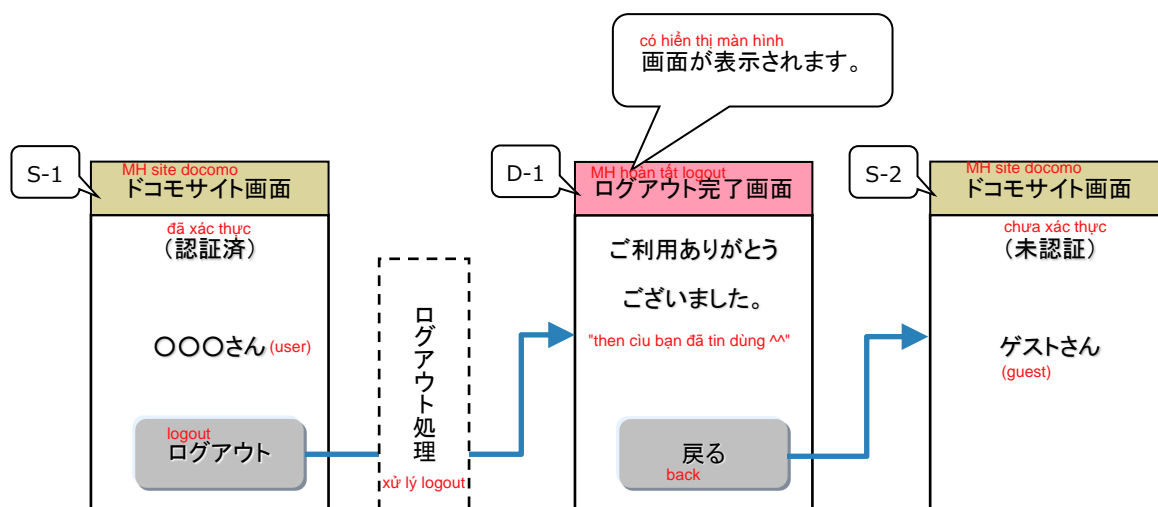 có hiển thị màn hình
画面が表示されます。
S-1
MH site docomo
ドコモサイト画面
đã xác thực
（認証済）
〇〇〇さん (user)
logout
ログアウト
ログアウト処理
xử lý logout
D-1
MH hoàn tất logout
ログアウト完了画面
ご利用ありがとう
ございました。
"then cìu bạn đã tin dùng ^^"
戻る
back
S-2
MH site docomo
ドコモサイト画面
chưa xác thực
（未認証）
ゲストさん
(guest)